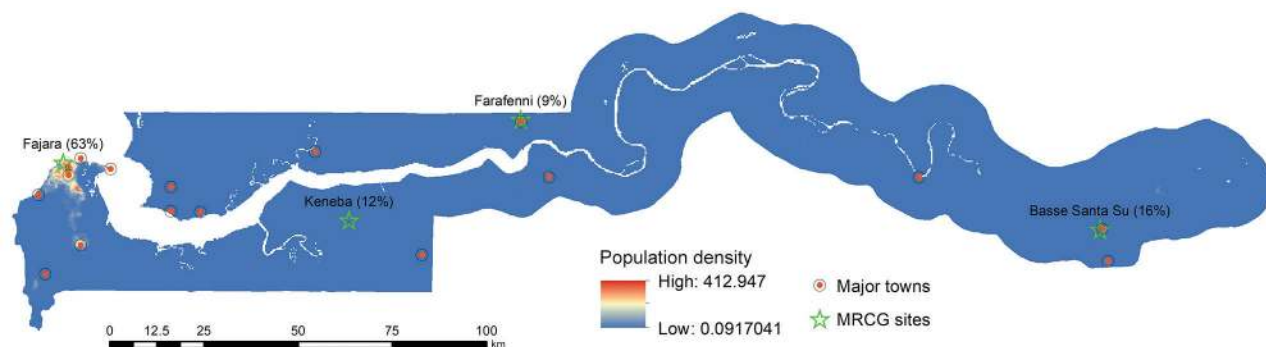 Farafenni (9%)
Fajara (63%)
Keneba (12%)
Basse Santa Su (16%)
Population density
High: 412.947
Low: 0.0917041
Major towns
MRCG sites
0 12.5 25 50 75 100
km